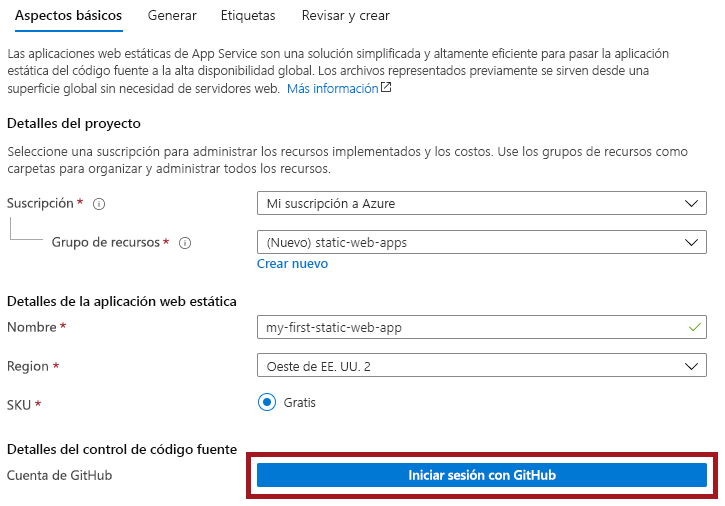 Aspectos básicos Generar Etiquetas Revisar y crear
Las aplicaciones web estáticas de App Service son una solución simplificada y altamente eficiente para pasar la aplicación
estática del código fuente a la alta disponibilidad global. Los archivos representados previamente se sirven desde una
superficie global sin necesidad de servidores web. Más información
Detalles del proyecto
Seleccione una suscripción para administrar los recursos implementados y los costos. Use los grupos de recursos como
carpetas para organizar y administrar todos los recursos.
Suscripción * Mi suscripción a Azure
Grupo de recursos * (Nuevo) static-web-apps
Crear nuevo
Detalles de la aplicación web estática
Nombre * my-first-static-web-app
Region * Oeste de EE. UU. 2
SKU * Gratis
Detalles del control de código fuente
Cuenta de GitHub Iniciar sesión con GitHub